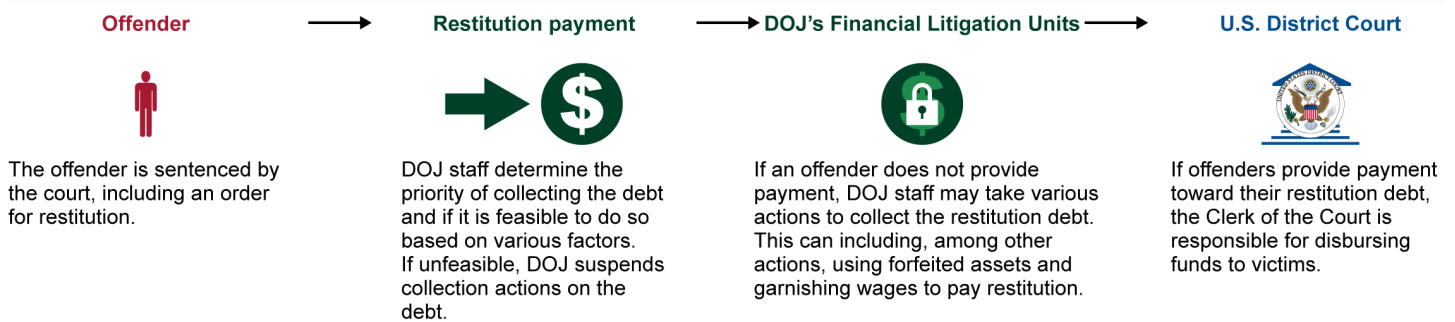 Offender
Restitution payment
DOJ's Financial Litigation Units
U.S. District Court
UNITED STATES DISTRICT COURT
The offender is sentenced by
the court, including an order
for restitution.
DOJ staff determine the
priority of collecting the debt
and if it is feasible to do so
based on various factors.
If unfeasible, DOJ suspends
collection actions on the
debt.
If an offender does not provide
payment, DOJ staff may take various
actions to collect the restitution debt.
This can including, among other
actions, using forfeited assets and
garnishing wages to pay restitution.
If offenders provide payment
toward their restitution debt,
the Clerk of the Court is
responsible for disbursing
funds to victims.